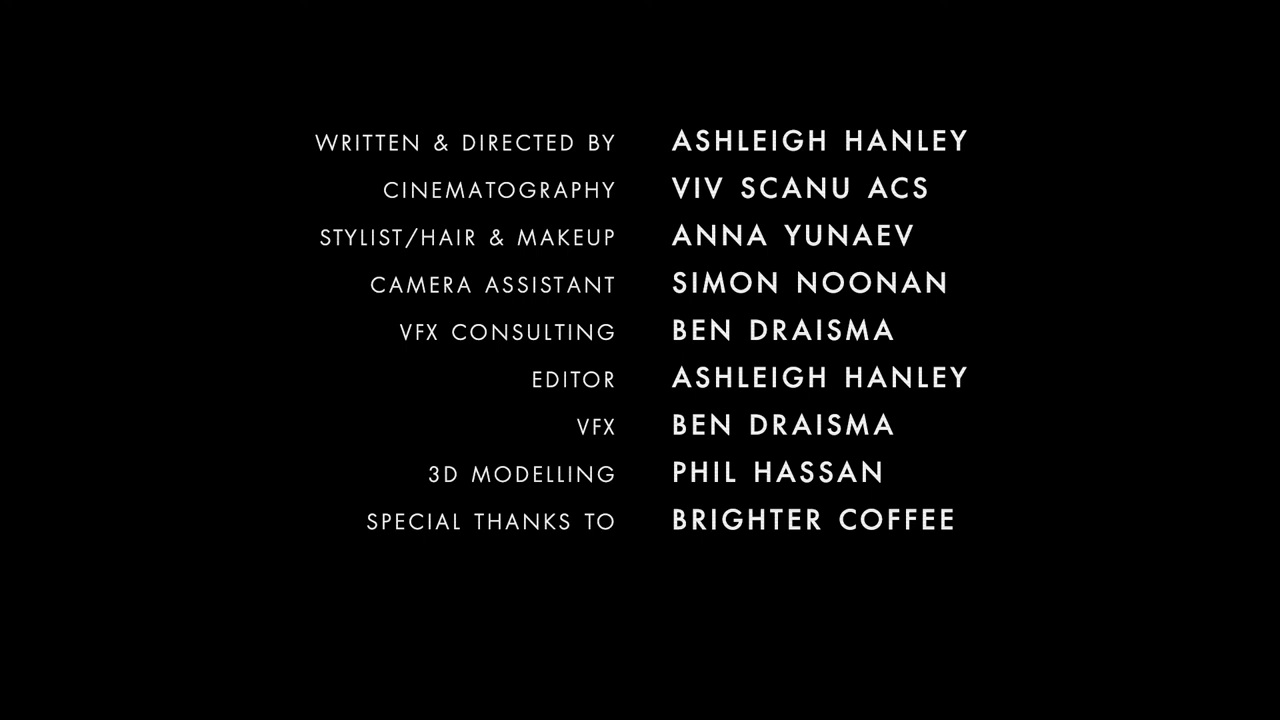 WRITTEN & DIRECTED BY ASHLEIGH HANLEY
CINEMATOGRAPHY VIV SCANU ACS
STYLIST/HAIR & MAKEUP ANNA YUNAEV
CAMERA ASSISTANT SIMON NOONAN
VFX CONSULTING BEN DRAISMA
EDITOR ASHLEIGH HANLEY
VFX BEN DRAISMA
3D MODELLING PHIL HASSAN
SPECIAL THANKS TO BRIGHTER COFFEE